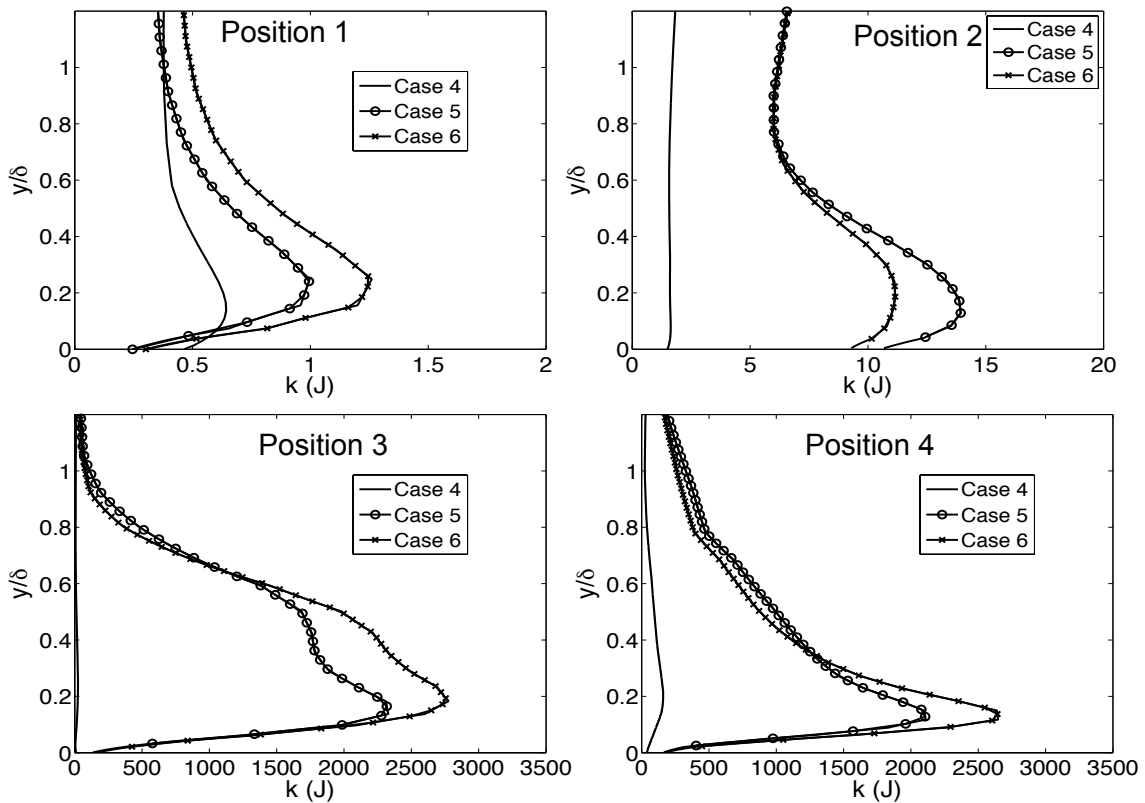 Position 1
Case 4
Case 5
Case 6
y/δ
1
0.8
0.6
0.4
0.2
0
0
0.5
1
1.5
2
k (J)
Position 2
Case 4
Case 5
Case 6
y/δ
1
0.8
0.6
0.4
0.2
0
0
5
10
15
20
k (J)
Position 3
Case 4
Case 5
Case 6
y/δ
1
0.8
0.6
0.4
0.2
0
0
500
1000
1500
2000
2500
3000
3500
k (J)
Position 4
Case 4
Case 5
Case 6
y/δ
1
0.8
0.6
0.4
0.2
0
0
500
1000
1500
2000
2500
3000
3500
k (J)